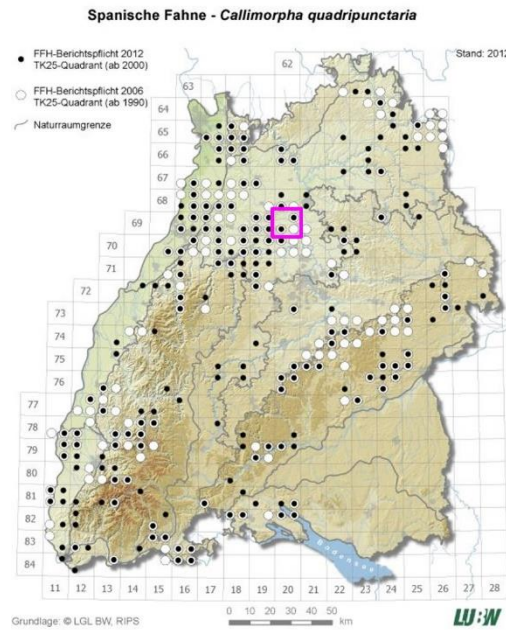 Spanische Fahne - Callimorpha quadripunctaria
FFH-Berichtspflicht 2012
TK25-Quadrant (ab 2000)
FFH-Berichtspflicht 2006
TK25-Quadrant (ab 1990)
Naturraumgrenze
Stand: 2012
62
63
64
65
66
67
68
69
70
71
72
73
74
75
76
77
78
79
80
81
82
83
84
11 12 13 14 15 16 17 18 19 20 21 22 23 24 25 26 27 28
Grundlage: © LGL BW, RIPS
0 10 20 30 40 50
km
LUBW